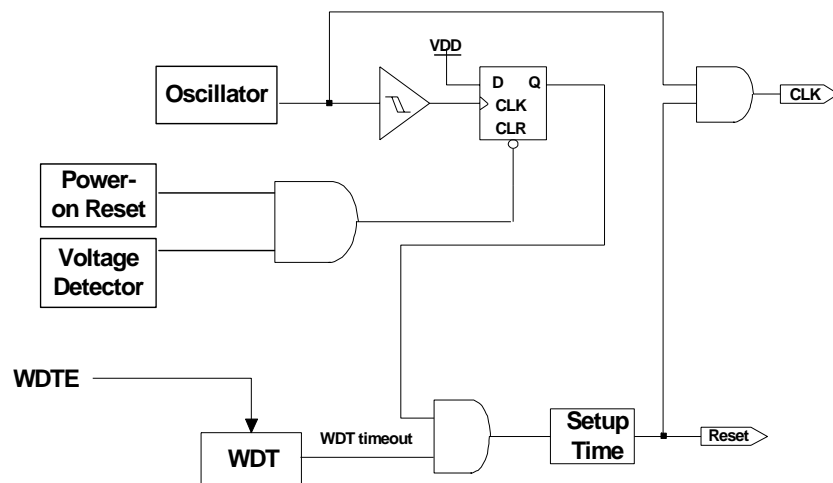 VDD
Oscillator
D Q
CLK
CLR
CLK
Power-
on Reset
Voltage
Detector
WDTE
WDT timeout
WDT
Setup
Time
Reset